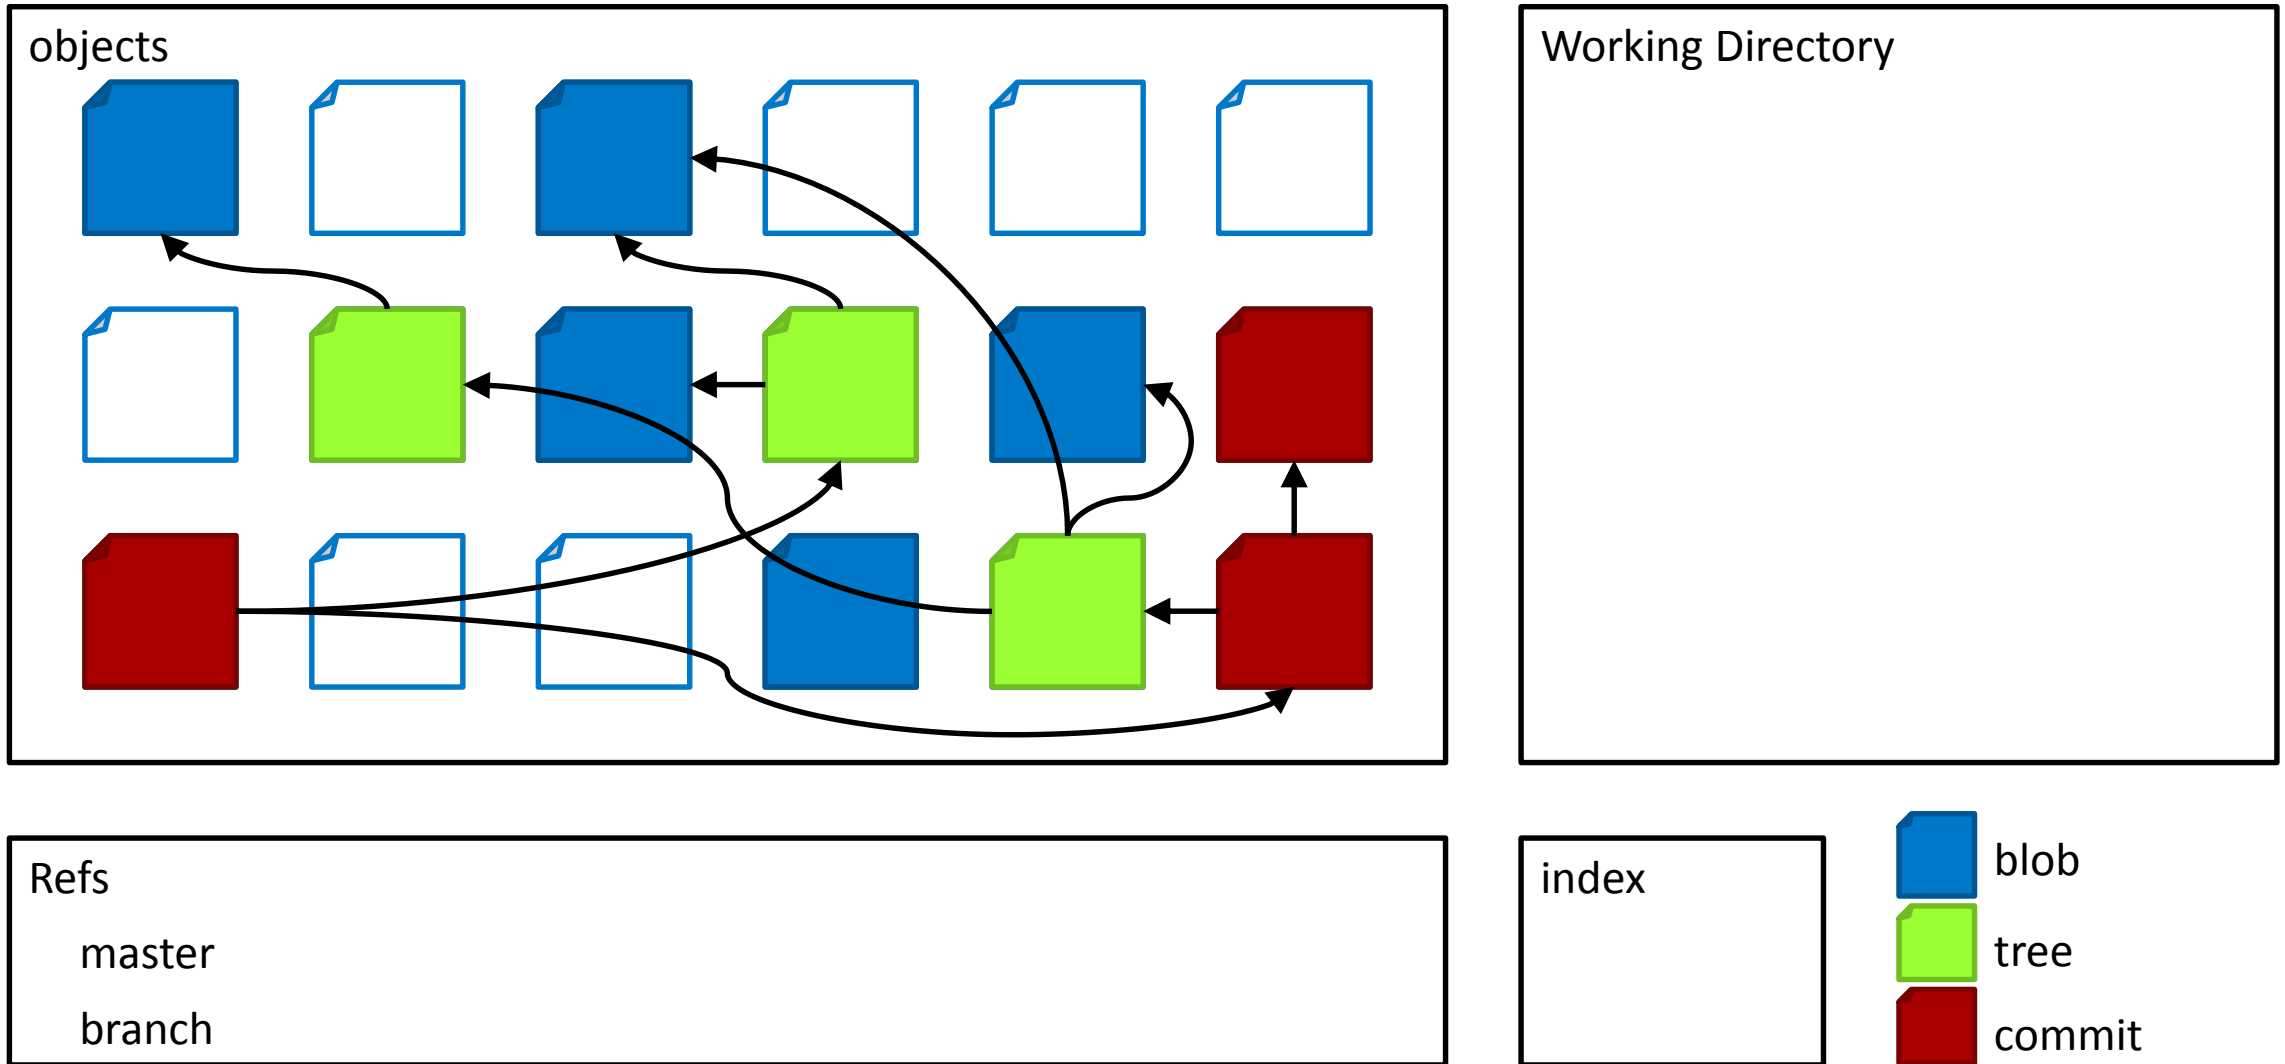 objects
Working Directory
Refs
master
branch
index
blob
tree
commit